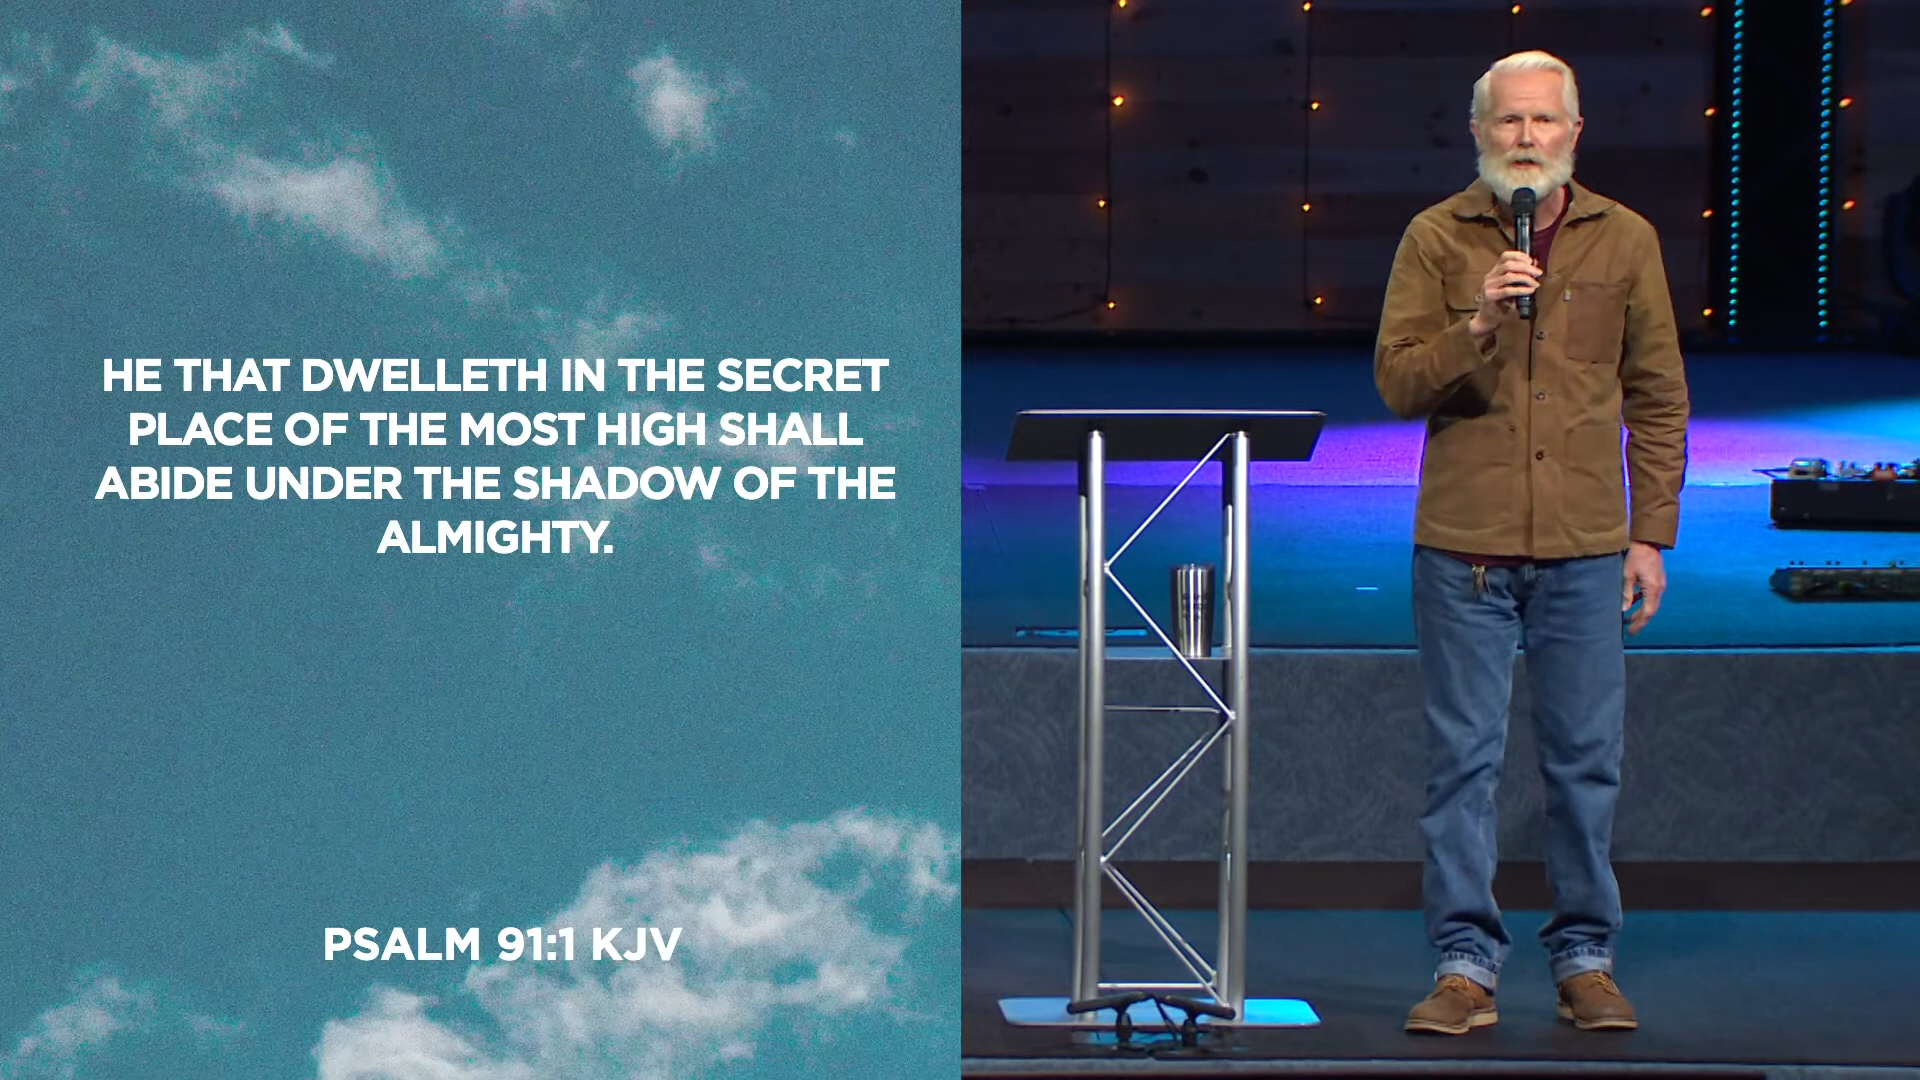 HE THAT DWELLETH IN THE SECRET
PLACE OF THE MOST HIGH SHALL
ABIDE UNDER THE SHADOW OF THE
ALMIGHTY.
PSALM 91:1 KJV